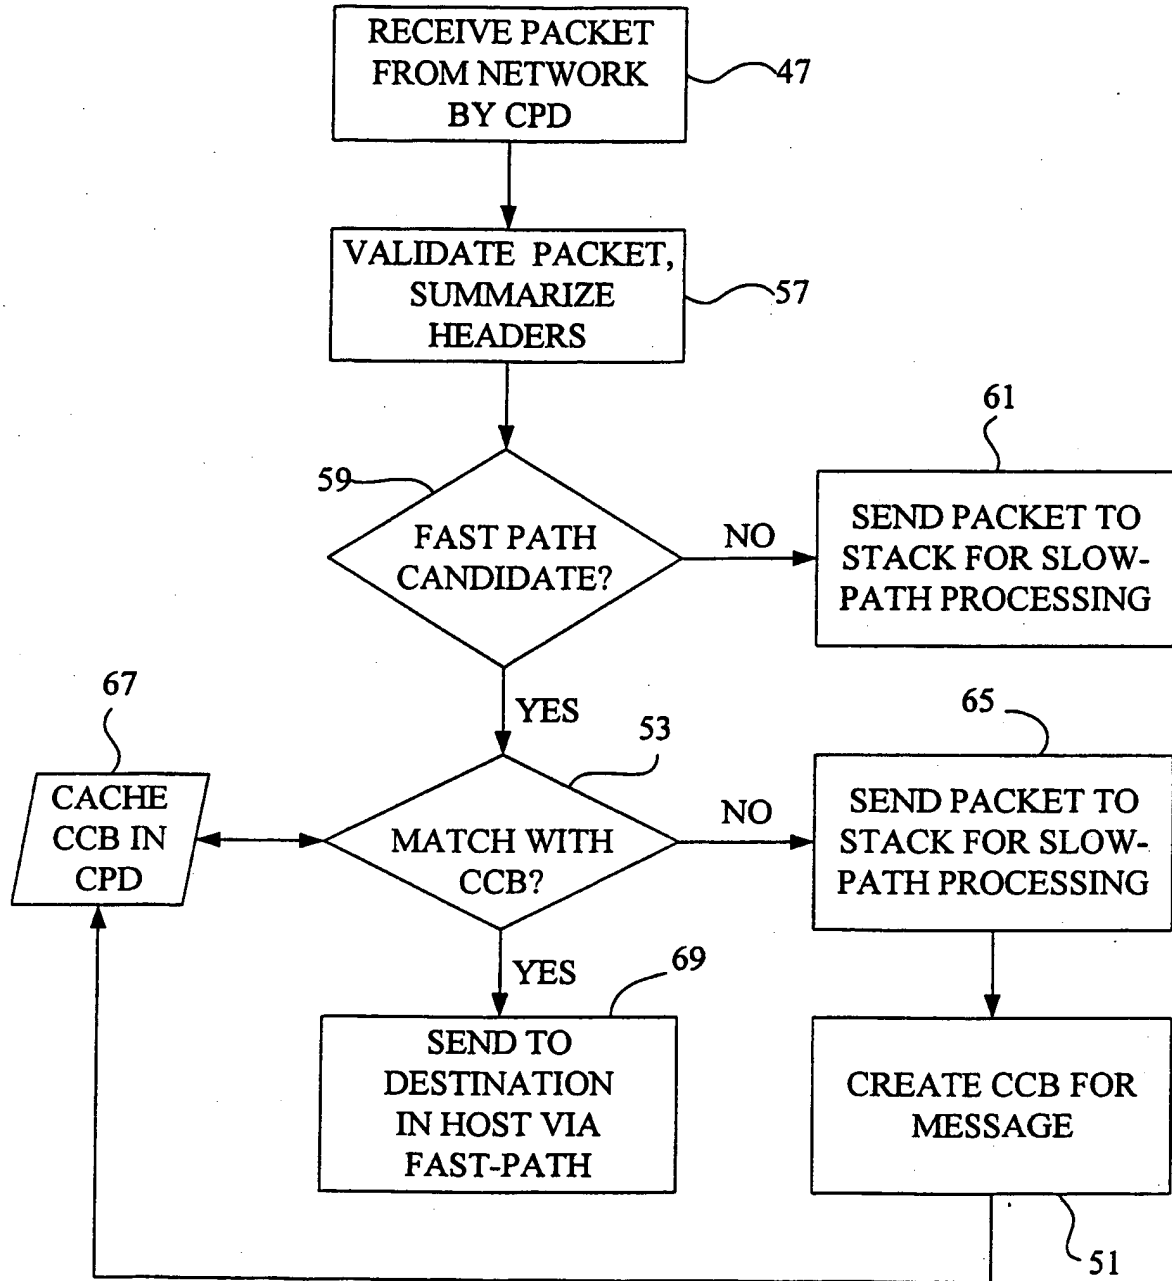 RECEIVE PACKET
FROM NETWORK
BY CPD
47
VALIDATE PACKET,
SUMMARIZE
HEADERS
57
59
FAST PATH
CANDIDATE?
NO
61
SEND PACKET TO
STACK FOR SLOW-
PATH PROCESSING
YES
67
CACHE
CCB IN
CPD
53
MATCH WITH
CCB?
NO
65
SEND PACKET TO
STACK FOR SLOW-
PATH PROCESSING
YES
69
SEND TO
DESTINATION
IN HOST VIA
FAST-PATH
CREATE CCB FOR
MESSAGE
51